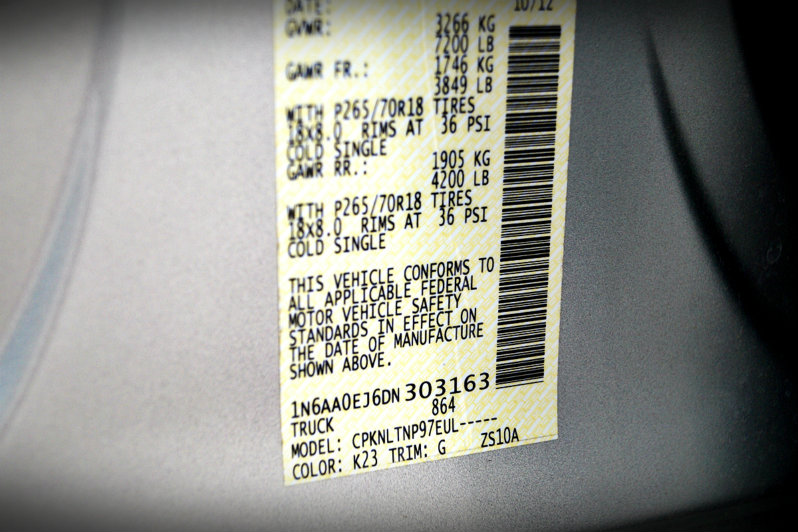 DATE: 10/12
GVWR: 3266 KG
7200 LB
GAWR FR.: 1746 KG
3849 LB
WITH P265/70R18 TIRES
18x8.0 RIMS AT 36 PSI
COLD SINGLE
GAWR RR.: 1905 KG
4200 LB
WITH P265/70R18 TIRES
18x8.0 RIMS AT 36 PSI
COLD SINGLE
THIS VEHICLE CONFORMS TO
ALL APPLICABLE FEDERAL
MOTOR VEHICLE SAFETY
STANDARDS IN EFFECT ON
THE DATE OF MANUFACTURE
SHOWN ABOVE.
1N6AA0EJ6DN303163
TRUCK 864
MODEL: CPKNLTNP97EUL-----
COLOR: K23 TRIM: G ZS10A